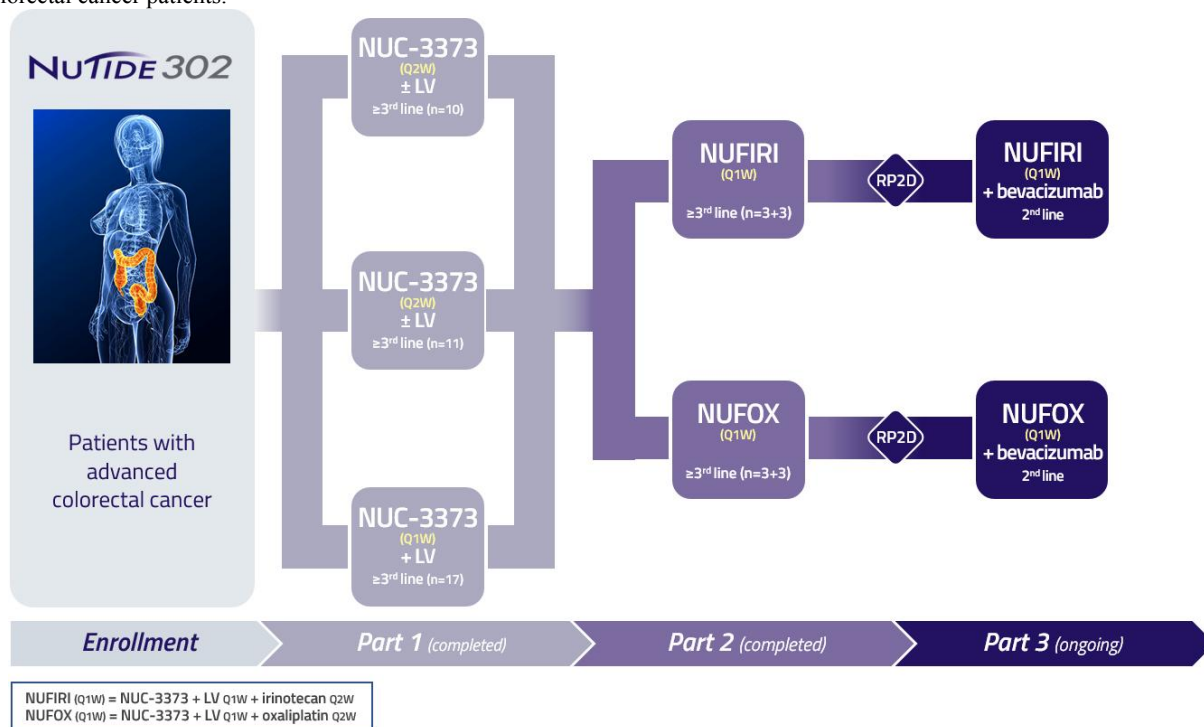 olorectal cancer patients.
NUTIDE 302
Patients with
advanced
colorectal cancer
NUC-3373
(Q2W)
± LV
≥3rd line (n=10)
NUC-3373
(Q2W)
± LV
≥3rd line (n=11)
NUC-3373
(Q1W)
+ LV
≥3rd line (n=17)
NUFIRI
(Q1W)
≥3rd line (n=3+3)
RP2D
NUFIRI
(Q1W)
+ bevacizumab
2nd line
NUFOX
(Q1W)
≥3rd line (n=3+3)
RP2D
NUFOX
(Q1W)
+ bevacizumab
2nd line
Enrollment
Part 1 (completed)
Part 2 (completed)
Part 3 (ongoing)
NUFIRI (Q1W) = NUC-3373 + LV Q1W + irinotecan Q2W
NUFOX (Q1W) = NUC-3373 + LV Q1W + oxaliplatin Q2W